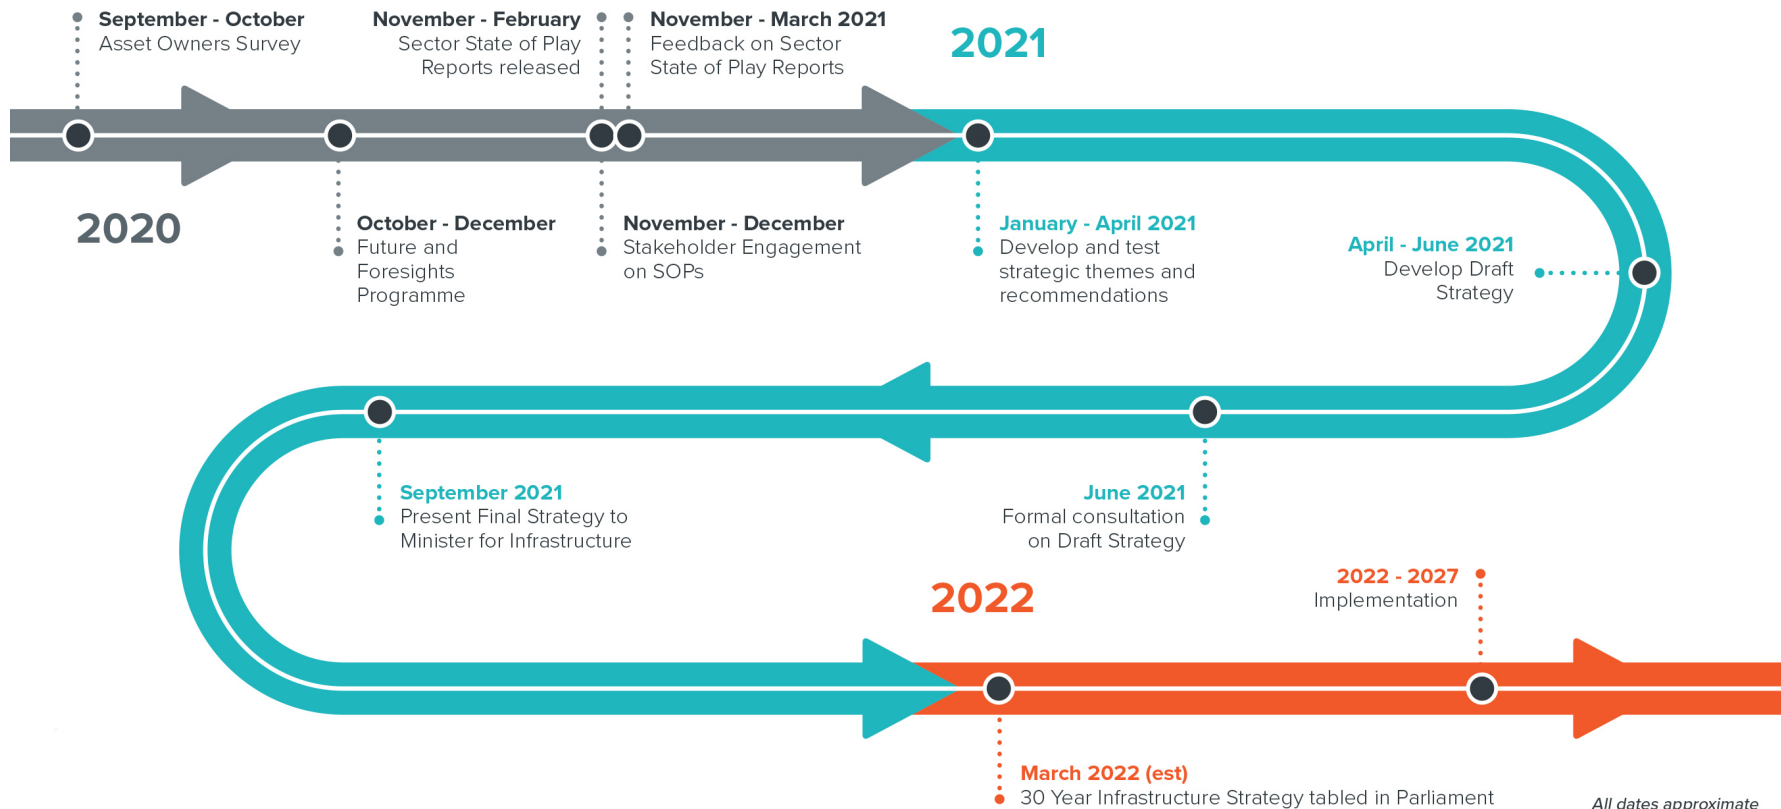 September - October
Asset Owners Survey
November - February
Sector State of Play
Reports released
November - March 2021
Feedback on Sector
State of Play Reports
2021
2020
October - December
Future and
Foresights
Programme
November - December
Stakeholder Engagement
on SOPs
January - April 2021
Develop and test
strategic themes and
recommendations
April - June 2021
Develop Draft
Strategy
September 2021
Present Final Strategy to
Minister for Infrastructure
June 2021
Formal consultation
on Draft Strategy
2022
2022 - 2027
Implementation
March 2022 (est)
30 Year Infrastructure Strategy tabled in Parliament
All dates approximate